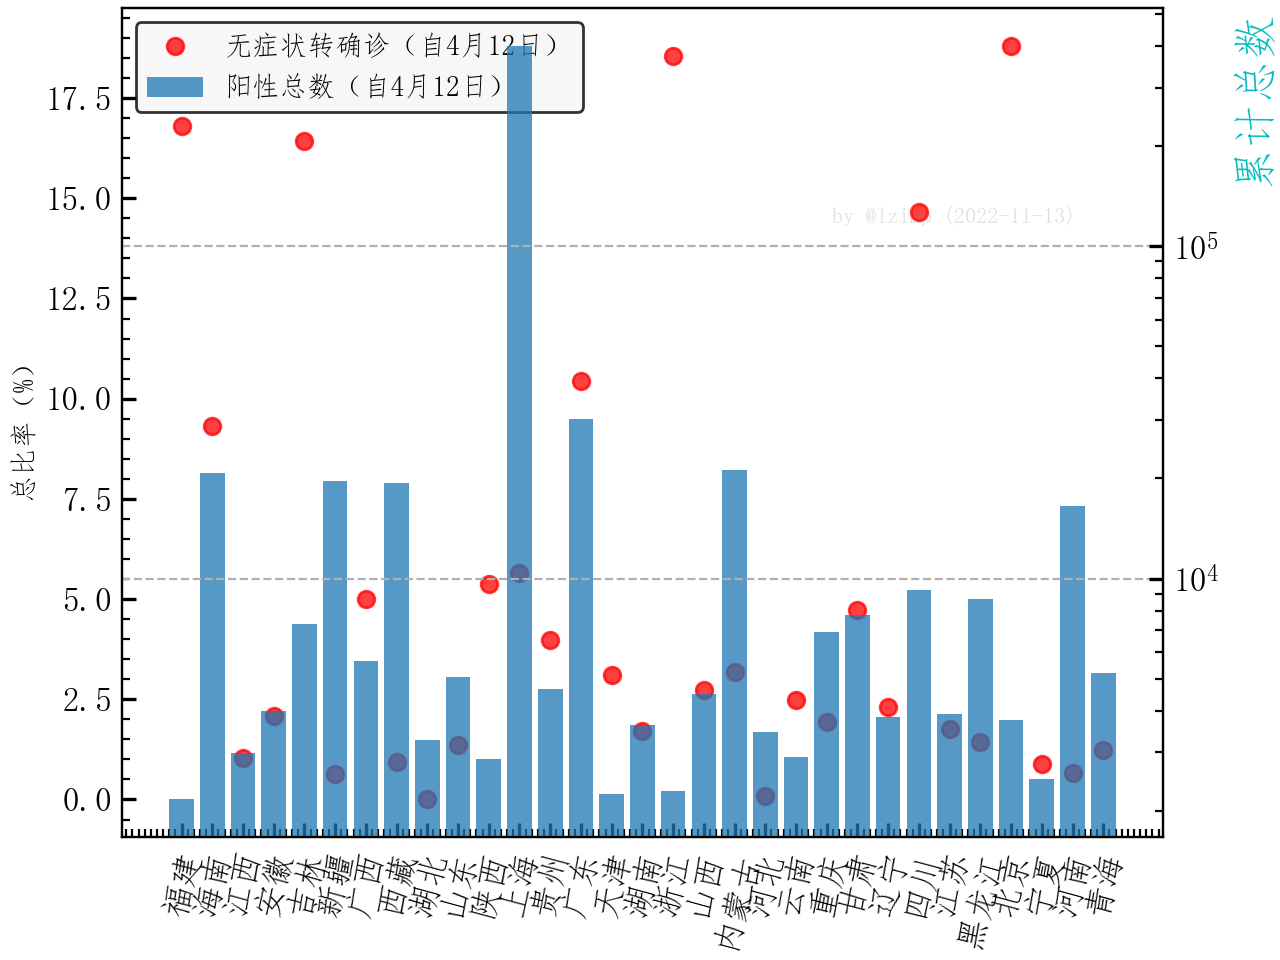 无症状转确诊（自4月12日）
阳性总数（自4月12日）
累计总数
总比率 (%)
17.5
15.0
12.5
10.0
7.5
5.0
2.5
0.0
10^5
10^4
(2022-11-13)
福建
海南
江西
安徽
吉林
新疆
广西
西藏
湖北
山东
陕西
上海
贵州
广东
天津
湖南
浙江
山西
内蒙古
河北
云南
重庆
甘肃
辽宁
四川
江苏
黑龙江
北京
宁夏
河南
青海